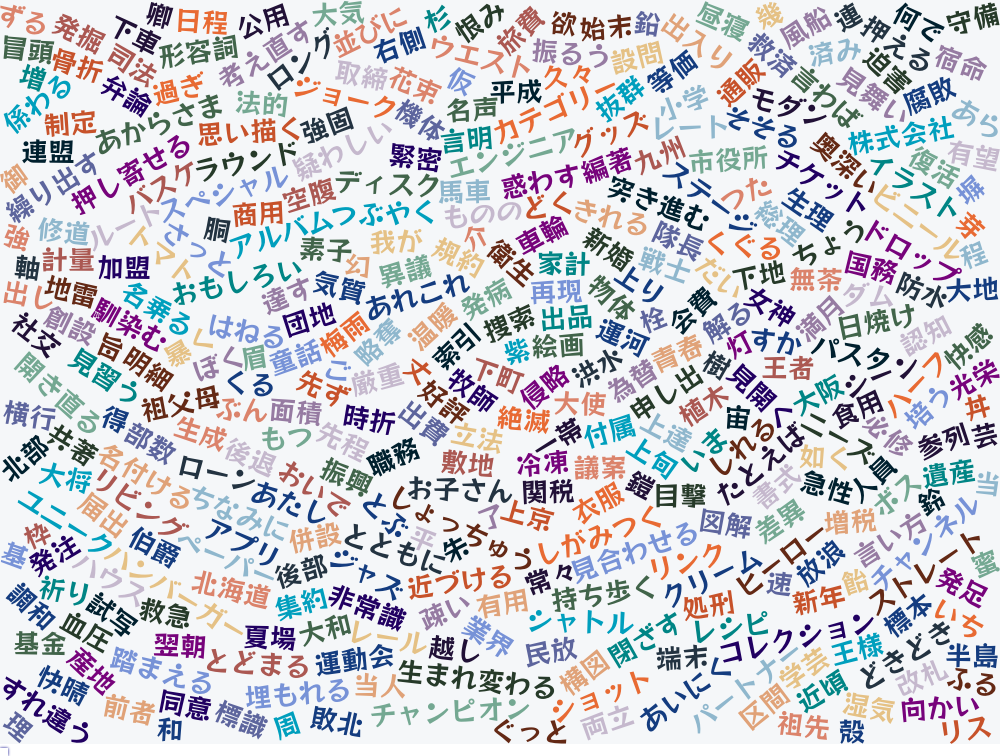 ずる
発掘
下車
卿
日程
公用
大気
並びに
右側
杉
恨み
旅費
欲
始末
鉛
出入り
昼寝
幾
風船
連
押える
何で
守備
冒頭
骨折
司法
形容詞
考え直す
ロング
ウエスト
振るう
設問
救済
済み
迫害
宿命
増える
係わる
弁論
過ぎ
法的
ジョーク
取締
花束
仮
平成
久々
抜群
等価
通販
モダン
言わば
見舞い
腐敗
あら
制定
あからさま
思い描く
強固
機体
名声
言明
カテゴリー
小学
レート
そそる
奥深い
株式会社
有望
連盟
御
繰り出す
押し寄せる
バスケ
ラウンド
疑わしい
緊密
エンジニア
グッズ
九州
市役所
チケット
イラスト
復活
スペシャル
空腹
ディスク
馬車
惑わす
編著
ステージ
つた
生理
ビニール
芽
強
修道
ルート
さっと
胴
商用
アルバム
つぶやく
ものの
どく
きれる
突き進む
隊長
くぐる
総理
ちょう
ドロップ
程
軸
計量
加盟
素子
幻
我が
規約
介
衛生
車輪
新婚
戦士
だい
下地
無茶
国務
防水
大地
出し
地雷
名乗る
おもしろい
達す
気質
異議
あれこれ
発病
家計
再現
物体
上り
会費
女神
満月
ダム
日焼け
認知
社交
創設
馴染む
暴く
はねる
団地
梅雨
略奪
温暖
索引
捜索
出品
運河
栓
解る
灯
すか
パスタ
快感
旨
明細
ぼく
眉
童話
ご
厳重
丈
紫
絵画
洪水
為替
青春
樹
王者
シーン
ハーフ
光栄
開き直る
見習う
祖父母
くる
先ず
好評
牧師
下町
侵略
大使
申し出
植木
見聞く
大阪
食用
培う
丼
横行
共著
得
部数
ぶん
面積
時折
出費
立法
絶滅
一帯
付属
上達
宙
しれる
ニーズ
必修
参列
芸
北部
大将
名付ける
生成
後退
もつ
先程
職務
敷地
冷凍
議案
上旬
いま
たとえば
如く
急性
人員
ボス
遺産
当
ユニーク
届出
リビング
ローン
ちなみに
あたし
おいで
振興
お子さん
関税
衣服
鎧
目撃
書式
鈴
枠
基
発注
ハウス
伯爵
アプリ
ペーパー
併設
とぶ
しょっちゅう
了
上京
しがみつく
図解
差異
増税
言い方
チャンネル
蜜
祈り
ハンバーガー
後部
ジャズ
とともに
平
朱
近づける
常々
見合わせる
リンク
クリーム
ヒーロー
速
放浪
飴
ストレート
発足
調和
試写
救急
北海道
集約
非常識
疎い
有用
持ち歩く
処刑
新年
標本
いち
基金
血圧
翌朝
夏場
大和
レール
越し
業界
シャトル
閉ざす
レシピ
コレクション
王様
どきどき
半島
快晴
産地
踏まえる
とどまる
運動会
生まれ変わる
民放
構図
端末
パートナー
学芸
近頃
改札
ふる
すれ違う
前者
同意
標識
埋もれる
当人
チャンピオン
ショット
あいにく
区間
湿気
向かい
理
和
周
敗北
ぐっと
両立
祖先
殻
リス